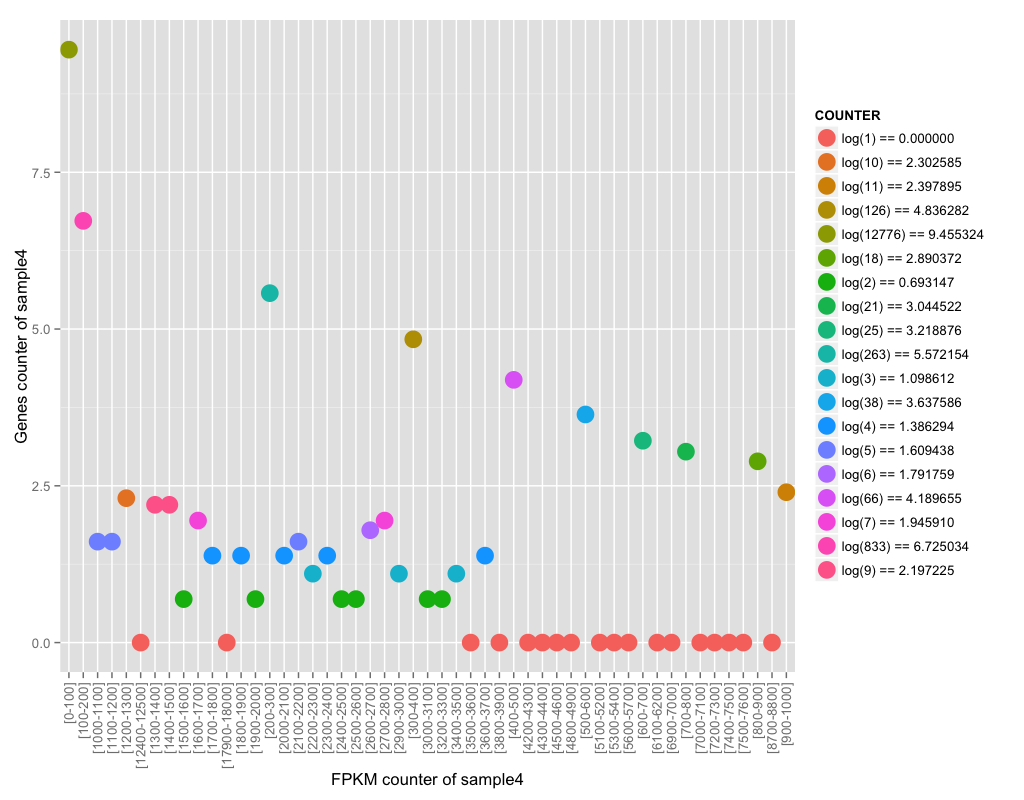 Genes counter of sample4
7.5
5.0
2.5
0.0
[0-100]
[100-200]
[1000-1100]
[1100-1200]
[1200-1300]
[12400-12500]
[1300-1400]
[1400-1500]
[1500-1600]
[1600-1700]
[1700-1800]
[17900-18000]
[1800-1900]
[1900-2000]
[200-300]
[2000-2100]
[2100-2200]
[2200-2300]
[2300-2400]
[2400-2500]
[2500-2600]
[2600-2700]
[2700-2800]
[2900-3000]
[300-400]
[3000-3100]
[3200-3300]
[3400-3500]
[3500-3600]
[3600-3700]
[3800-3900]
[400-500]
[4200-4300]
[4300-4400]
[4500-4600]
[4800-4900]
[500-600]
[5100-5200]
[5300-5400]
[5600-5700]
[600-700]
[6100-6200]
[6900-7000]
[700-800]
[7000-7100]
[7200-7300]
[7400-7500]
[7500-7600]
[800-900]
[8700-8800]
[900-1000]
FPKM counter of sample4
COUNTER
log(1) == 0.000000
log(10) == 2.302585
log(11) == 2.397895
log(126) == 4.836282
log(12776) == 9.455324
log(18) == 2.890372
log(2) == 0.693147
log(21) == 3.044522
log(25) == 3.218876
log(263) == 5.572154
log(3) == 1.098612
log(38) == 3.637586
log(4) == 1.386294
log(5) == 1.609438
log(6) == 1.791759
log(66) == 4.189655
log(7) == 1.945910
log(833) == 6.725034
log(9) == 2.197225